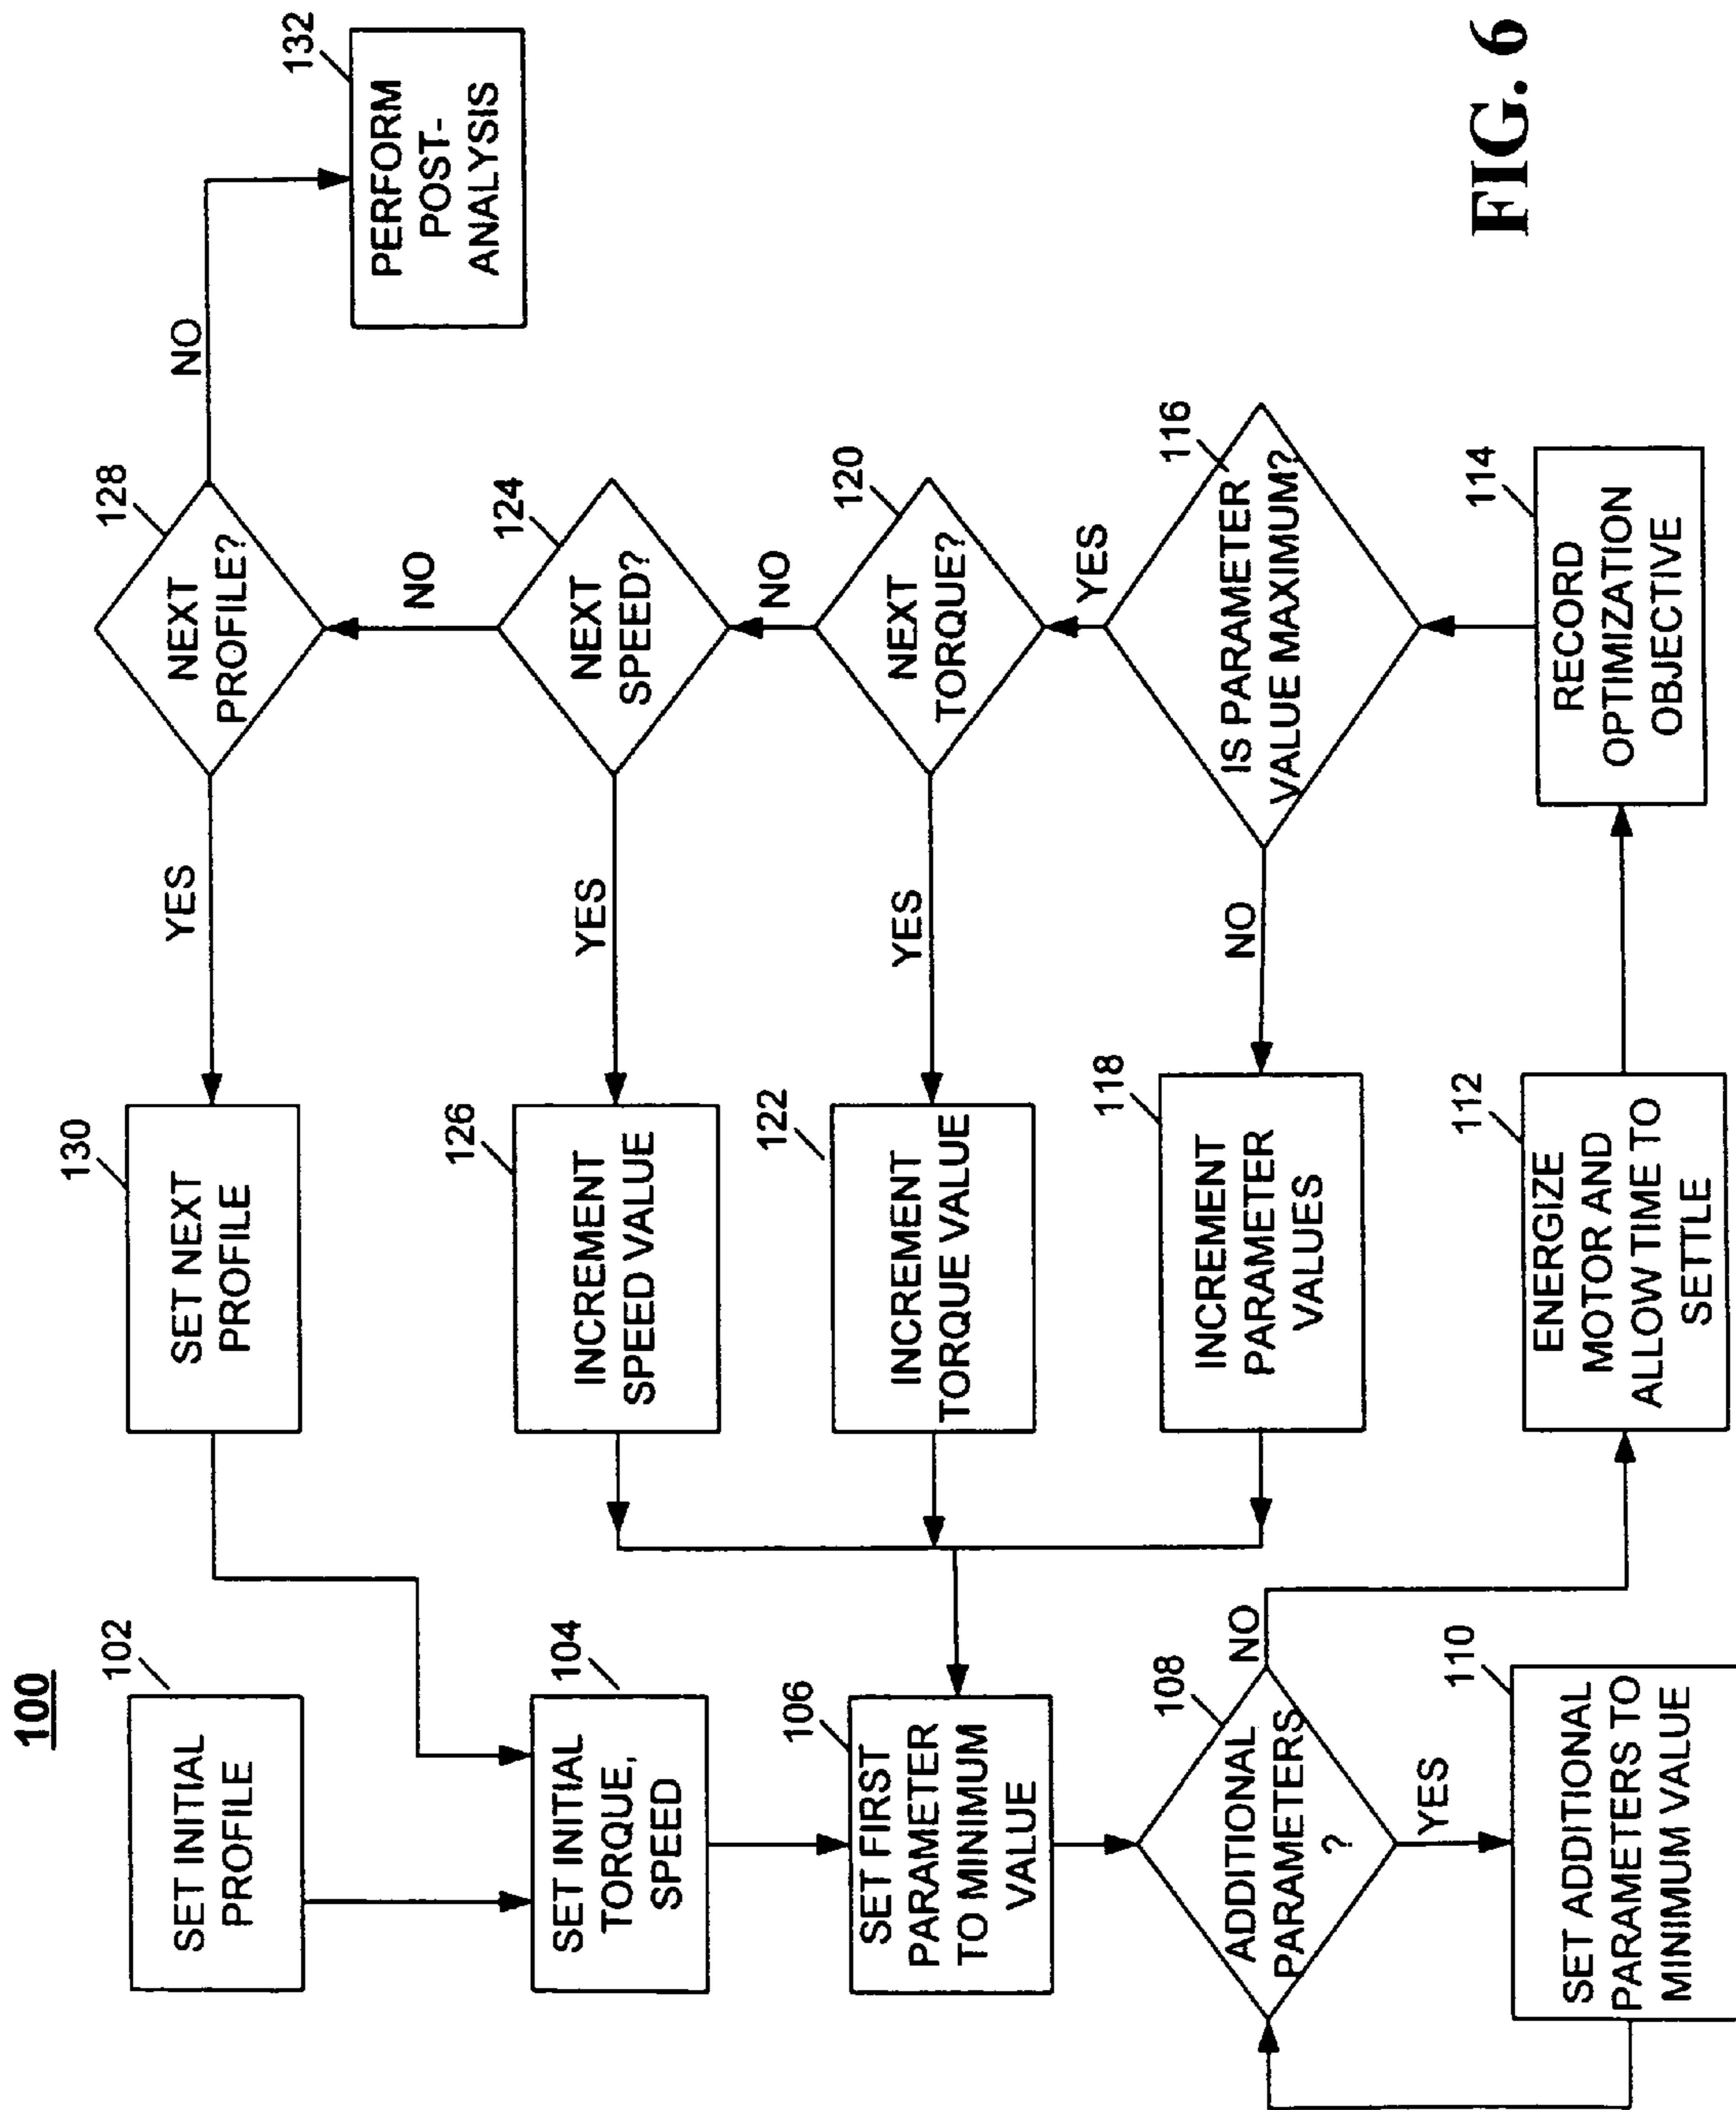 100
102
SET INITIAL
PROFILE
104
SET INITIAL
TORQUE,
SPEED
106
SET FIRST
PARAMETER
TO MINIMUM
VALUE
108
ADDITIONAL
PARAMETERS
?
NO
YES
110
SET ADDITIONAL
PARAMETERS TO
MINIMUM VALUE
130
SET NEXT
PROFILE
126
INCREMENT
SPEED VALUE
122
INCREMENT
TORQUE VALUE
118
INCREMENT
PARAMETER
VALUES
112
ENERGIZE
MOTOR AND
ALLOW TIME TO
SETTLE
YES
YES
YES
NO
128
NEXT
PROFILE?
NO
124
NEXT
SPEED?
NO
120
NEXT
TORQUE?
YES
116
IS PARAMETER
VALUE MAXIMUM?
114
RECORD
OPTIMIZATION
OBJECTIVE
NO
132
PERFORM
POST-
ANALYSIS
FIG. 6